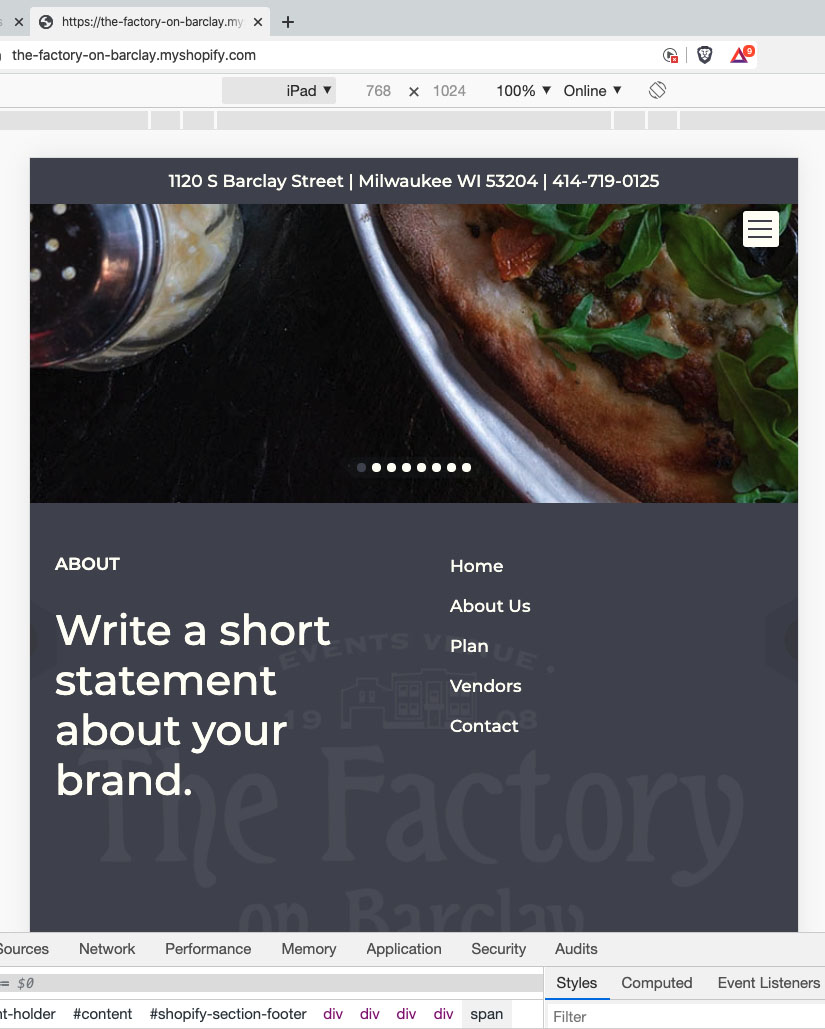 https://the-factory-on-barclay.my
the-factory-on-barclay.myshopify.com
9
iPad ▼ 768 × 1024 100% ▼ Online ▼
1120 S Barclay Street | Milwaukee WI 53204 | 414-719-0125
ABOUT
Write a short
statement
about your
brand.
Home
About Us
Plan
Vendors
Contact
EVENTS VENUE
19 08
The Factory
on Barclay
Sources Network Performance Memory Application Security Audits
= $0
Styles Computed Event Listeners
nt-holder #content #shopify-section-footer div div div div span
Filter